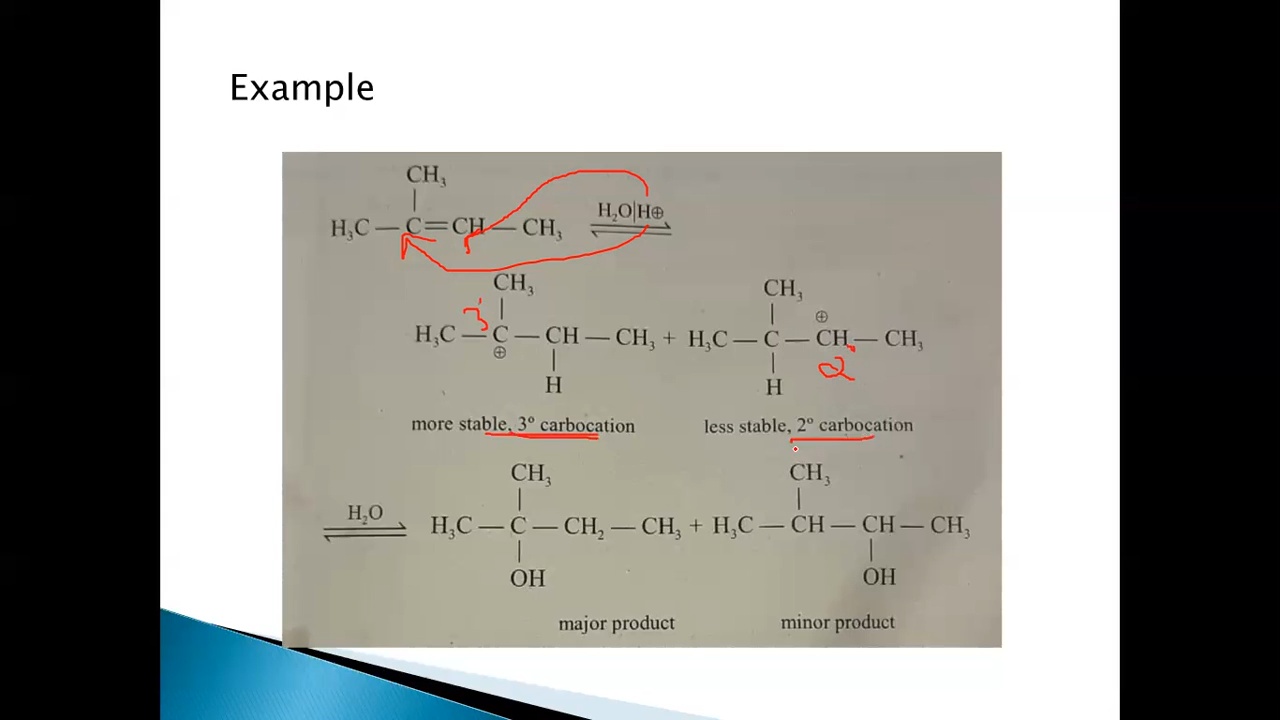 Example
CH₃
|
H₃C — C = CH — CH₃ H₂O|H⊕
CH₃ CH₃
3° | | ⊕
H₃C — C — CH — CH₃ + H₃C — C — CH — CH₃
⊕ | | 2
H H
more stable, 3° carbocation less stable, 2° carbocation
CH₃ CH₃
| |
H₂O H₃C — C — CH₂ — CH₃ + H₃C — CH — CH — CH₃
| |
OH OH
major product minor product